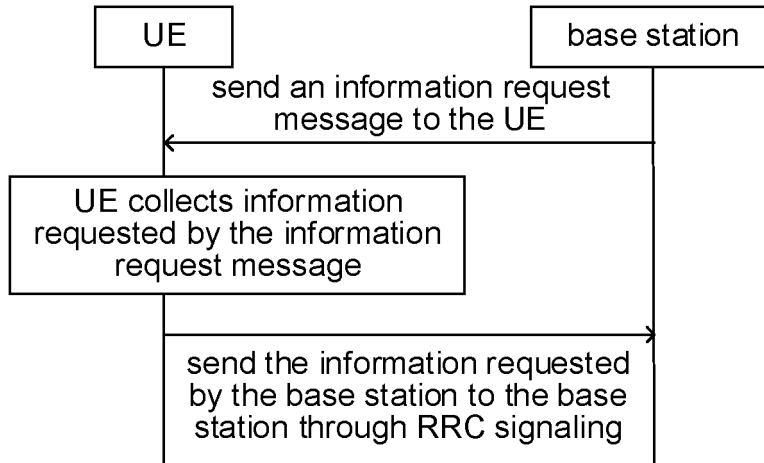 UE
base station
send an information request
message to the UE
UE collects information
requested by the information
request message
send the information requested
by the base station to the base
station through RRC signaling